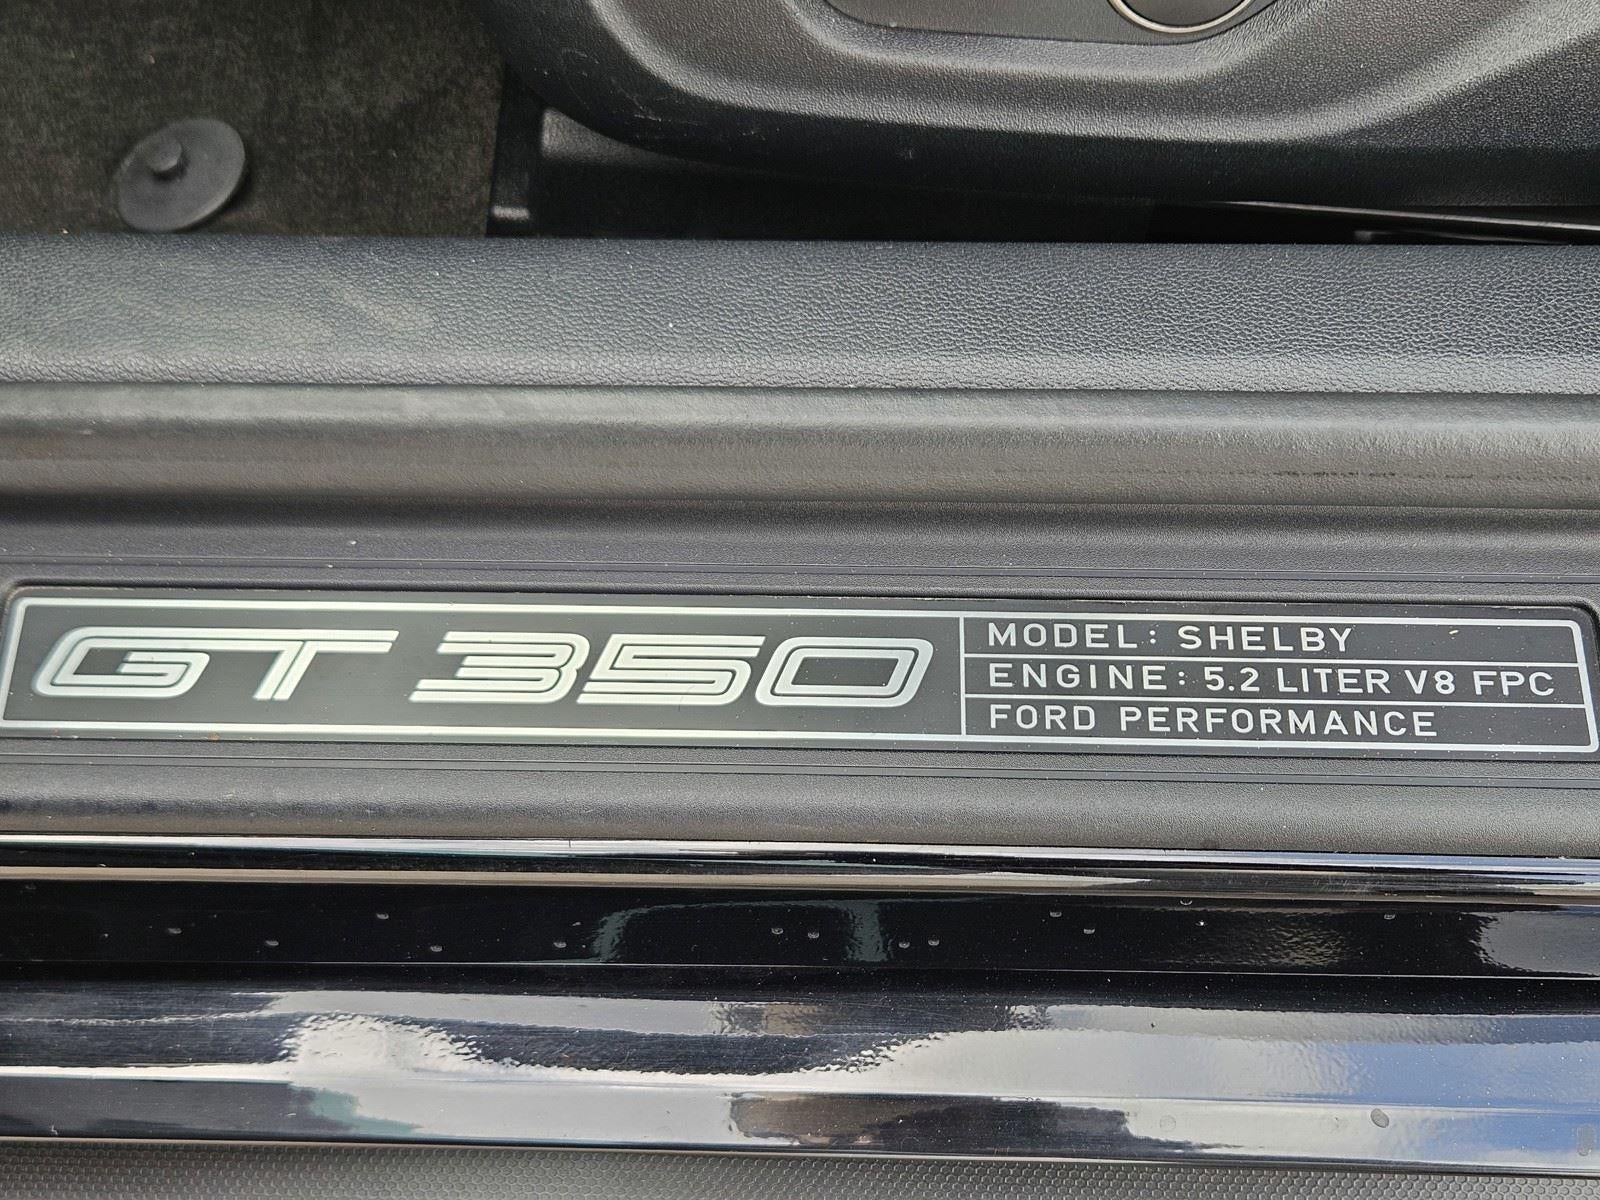 GT 350
MODEL: SHELBY
ENGINE: 5.2 LITER V8 FPC
FORD PERFORMANCE